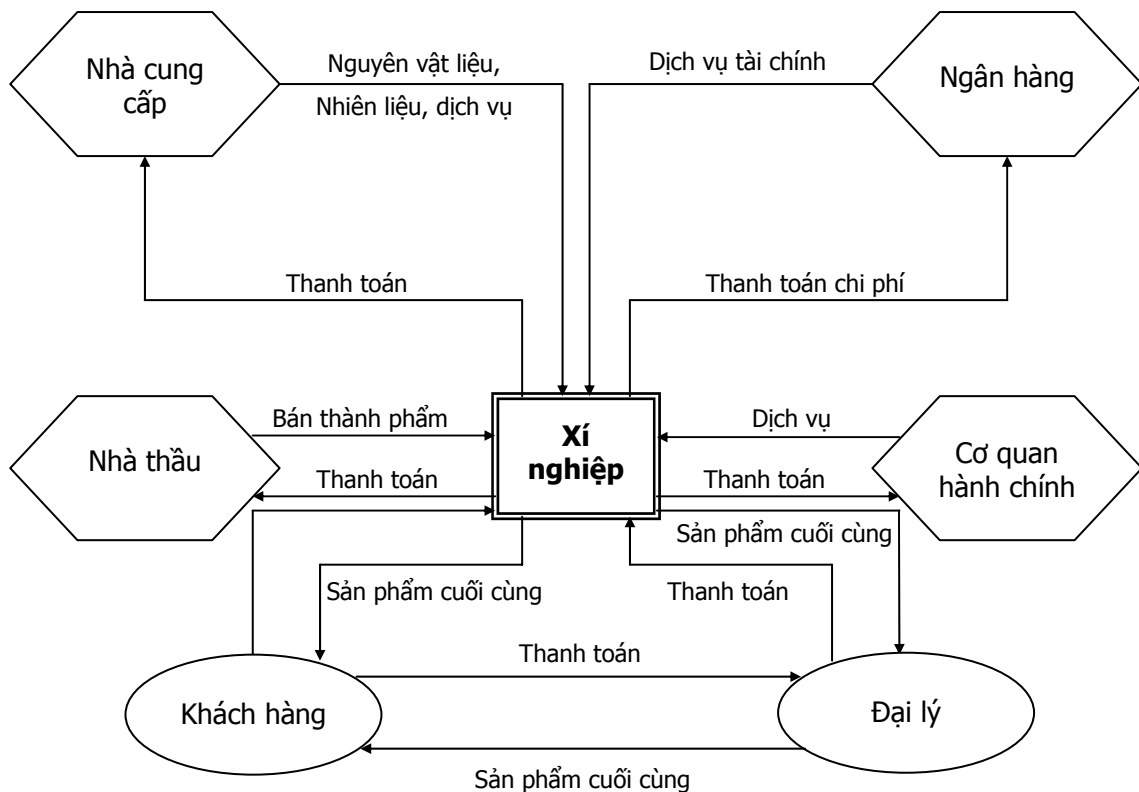 Nhà cung
cấp
Nguyên vật liệu,
Nhiên liệu, dịch vụ
Dịch vụ tài chính
Ngân hàng
Thanh toán
Thanh toán chi phí
Nhà thầu
Bán thành phẩm
Xí
nghiệp
Dịch vụ
Cơ quan
hành chính
Thanh toán
Thanh toán
Sản phẩm cuối cùng
Sản phẩm cuối cùng
Thanh toán
Thanh toán
Khách hàng
Đại lý
Sản phẩm cuối cùng